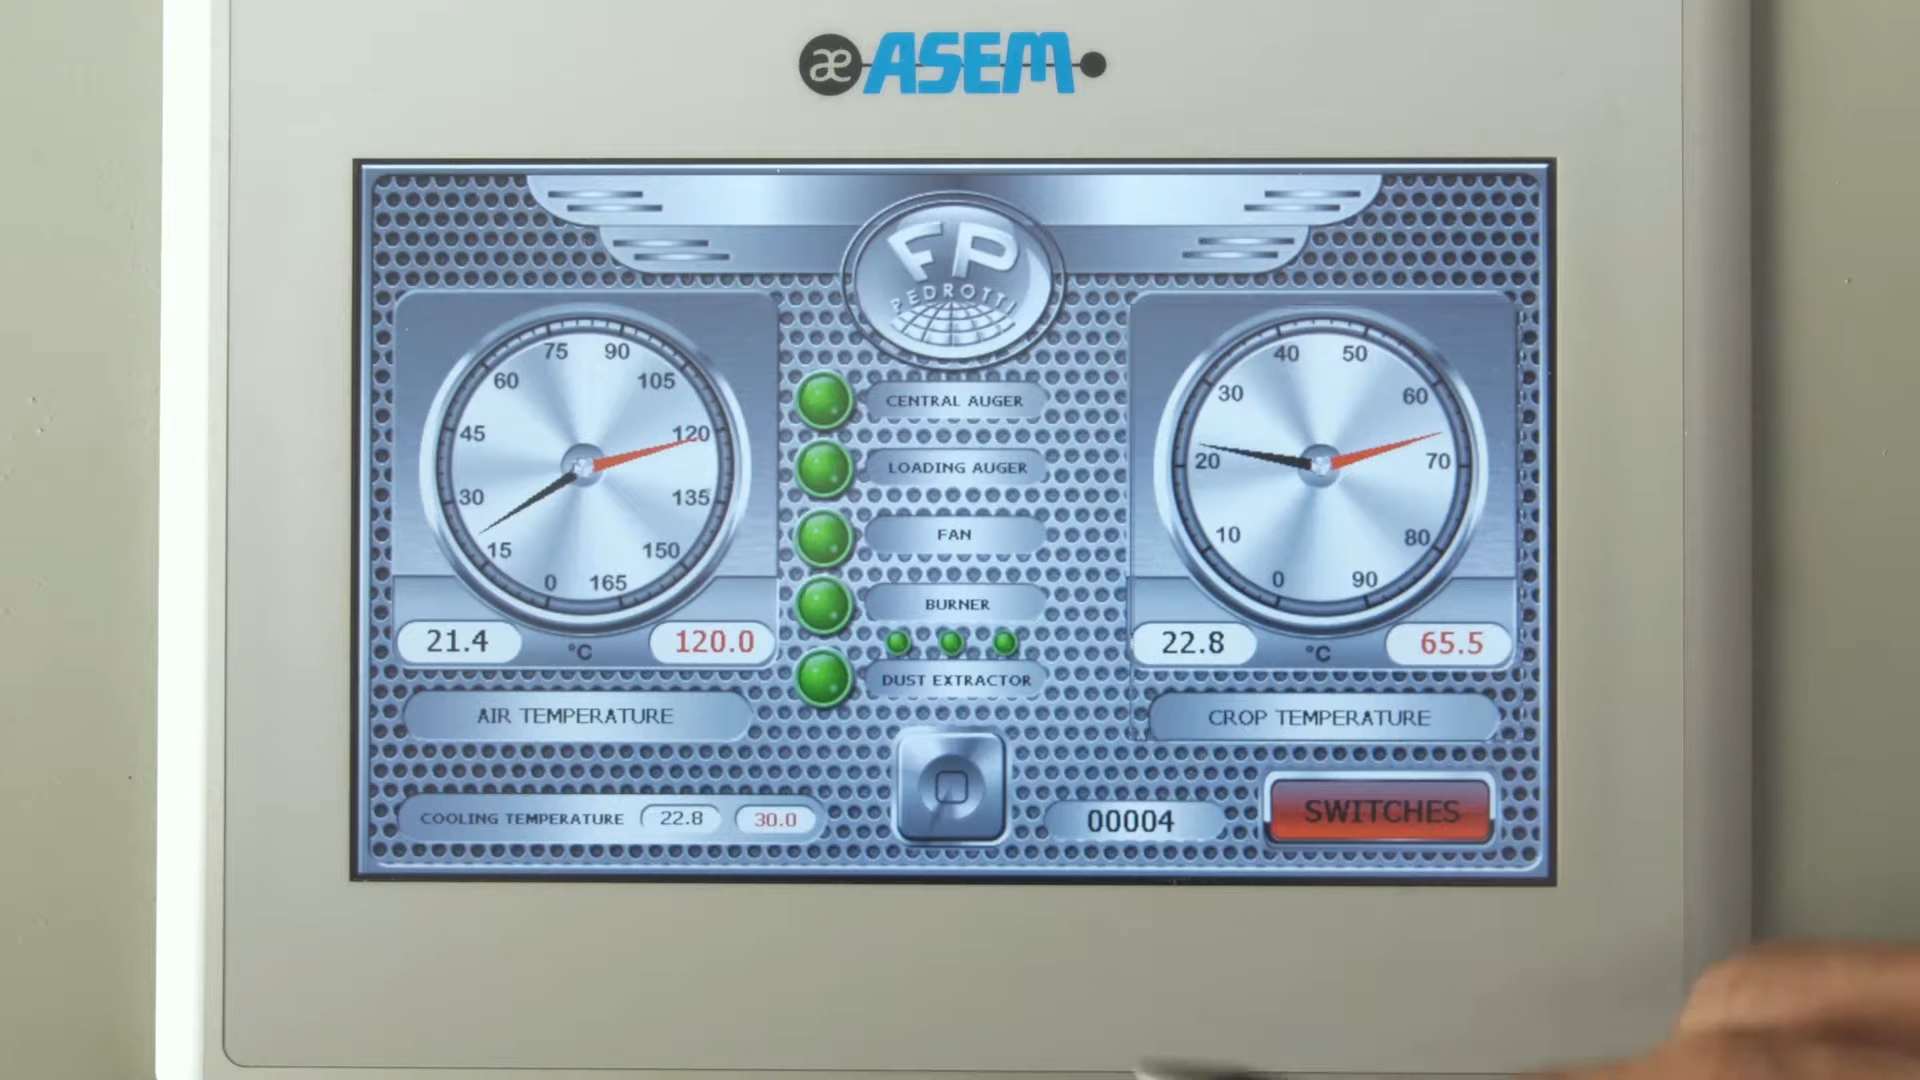 æ ASEM
FP
PEDROTTI
0 15 30 45 60 75 90 105 120 135 150 165
21.4 °C 120.0
AIR TEMPERATURE
CENTRAL AUGER
LOADING AUGER
FAN
BURNER
DUST EXTRACTOR
0 10 20 30 40 50 60 70 80 90
22.8 °C 65.5
CROP TEMPERATURE
COOLING TEMPERATURE 22.8 30.0
00004
SWITCHES